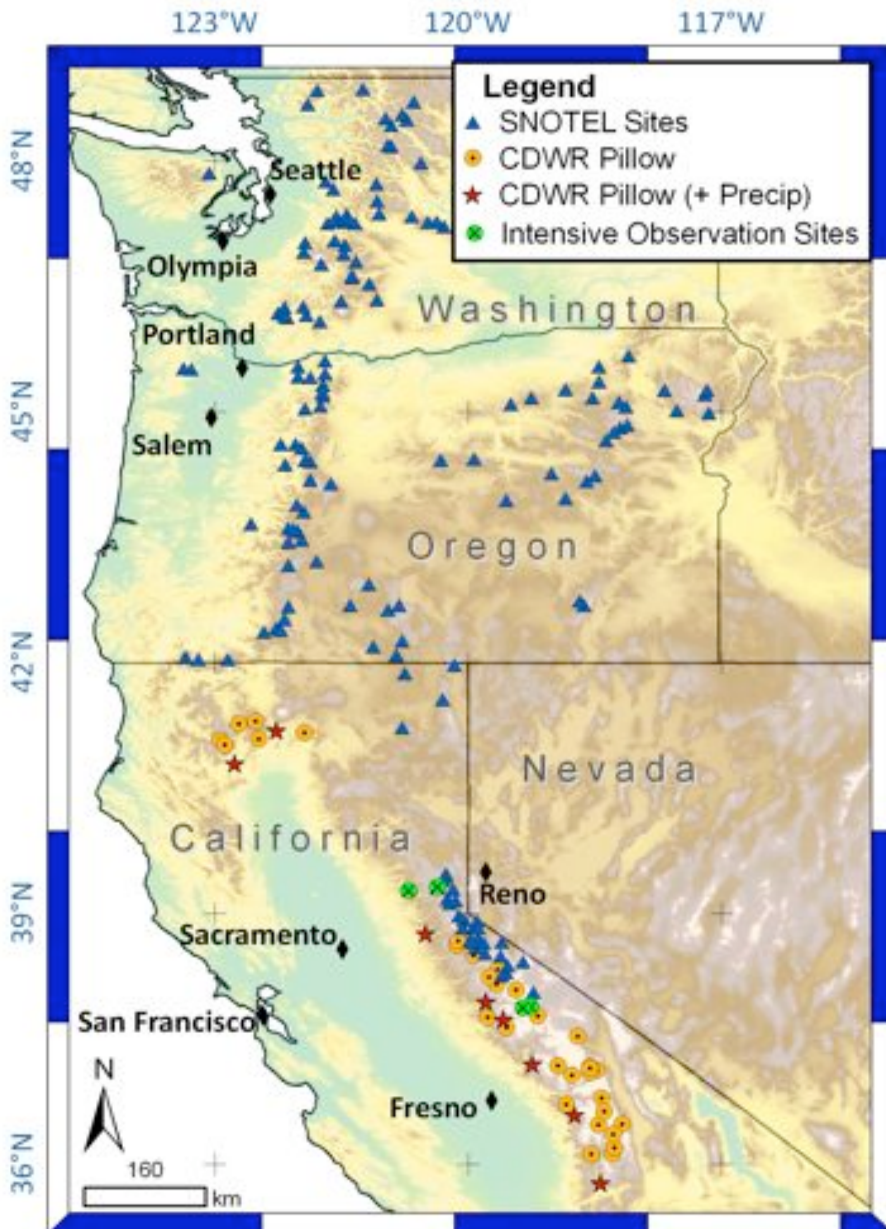 123°W 120°W 117°W
Legend
SNOTEL Sites
CDWR Pillow
CDWR Pillow (+ Precip)
Intensive Observation Sites
48°N
Seattle
Olympia
Washington
Portland
45°N
Salem
Oregon
42°N
Nevada
California
Reno
39°N
Sacramento
San Francisco
N
Fresno
36°N
160
km